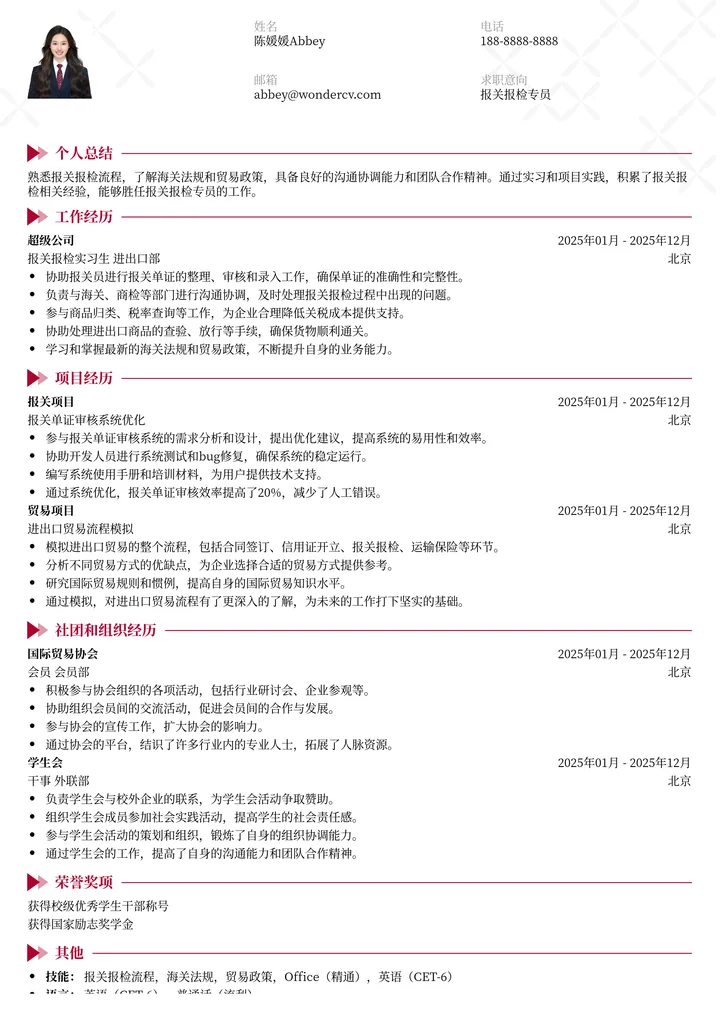 姓名
陈媛媛Abbey
电话
188-8888-8888
邮箱
abbey@wondercv.com
求职意向
报关报检专员
个人总结
熟悉报关报检流程，了解海关法规和贸易政策，具备良好的沟通协调能力和团队合作精神。通过实习和项目实践，积累了报关报
检相关经验，能够胜任报关报检专员的工作。
工作经历
超级公司 2025年01月 - 2025年12月
报关报检实习生 进出口部 北京
• 协助报关员进行报关单证的整理、审核和录入工作，确保单证的准确性和完整性。
• 负责与海关、商检等部门进行沟通协调，及时处理报关报检过程中出现的问题。
• 参与商品归类、税率查询等工作，为企业合理降低关税成本提供支持。
• 协助处理进出口商品的查验、放行等手续，确保货物顺利通关。
• 学习和掌握最新的海关法规和贸易政策，不断提升自身的业务能力。
项目经历
报关项目 2025年01月 - 2025年12月
报关单证审核系统优化 北京
• 参与报关单证审核系统的需求分析和设计，提出优化建议，提高系统的易用性和效率。
• 协助开发人员进行系统测试和bug修复，确保系统的稳定运行。
• 编写系统使用手册和培训材料，为用户提供技术支持。
• 通过系统优化，报关单证审核效率提高了20%，减少了人工错误。
贸易项目 2025年01月 - 2025年12月
进出口贸易流程模拟 北京
• 模拟进出口贸易的整个流程，包括合同签订、信用证开立、报关报检、运输保险等环节。
• 分析不同贸易方式的优缺点，为企业选择合适的贸易方式提供参考。
• 研究国际贸易规则和惯例，提高自身的国际贸易知识水平。
• 通过模拟，对进出口贸易流程有了更深入的了解，为未来的工作打下坚实的基础。
社团和组织经历
国际贸易协会 2025年01月 - 2025年12月
会员 会员部 北京
• 积极参与协会组织的各项活动，包括行业研讨会、企业参观等。
• 协助组织会员间的交流活动，促进会员间的合作与发展。
• 参与协会的宣传工作，扩大协会的影响力。
• 通过协会的平台，结识了许多行业内的专业人士，拓展了人脉资源。
学生会 2025年01月 - 2025年12月
干事 外联部 北京
• 负责学生会与校外企业的联系，为学生会活动争取赞助。
• 组织学生会成员参加社会实践活动，提高学生的社会责任感。
• 参与学生会活动的策划和组织，锻炼了自身的组织协调能力。
• 通过学生会的工作，提高了自身的沟通能力和团队合作精神。
荣誉奖项
获得校级优秀学生干部称号
获得国家励志奖学金
其他
• 技能： 报关报检流程，海关法规，贸易政策，Office（精通），英语（CET-6）